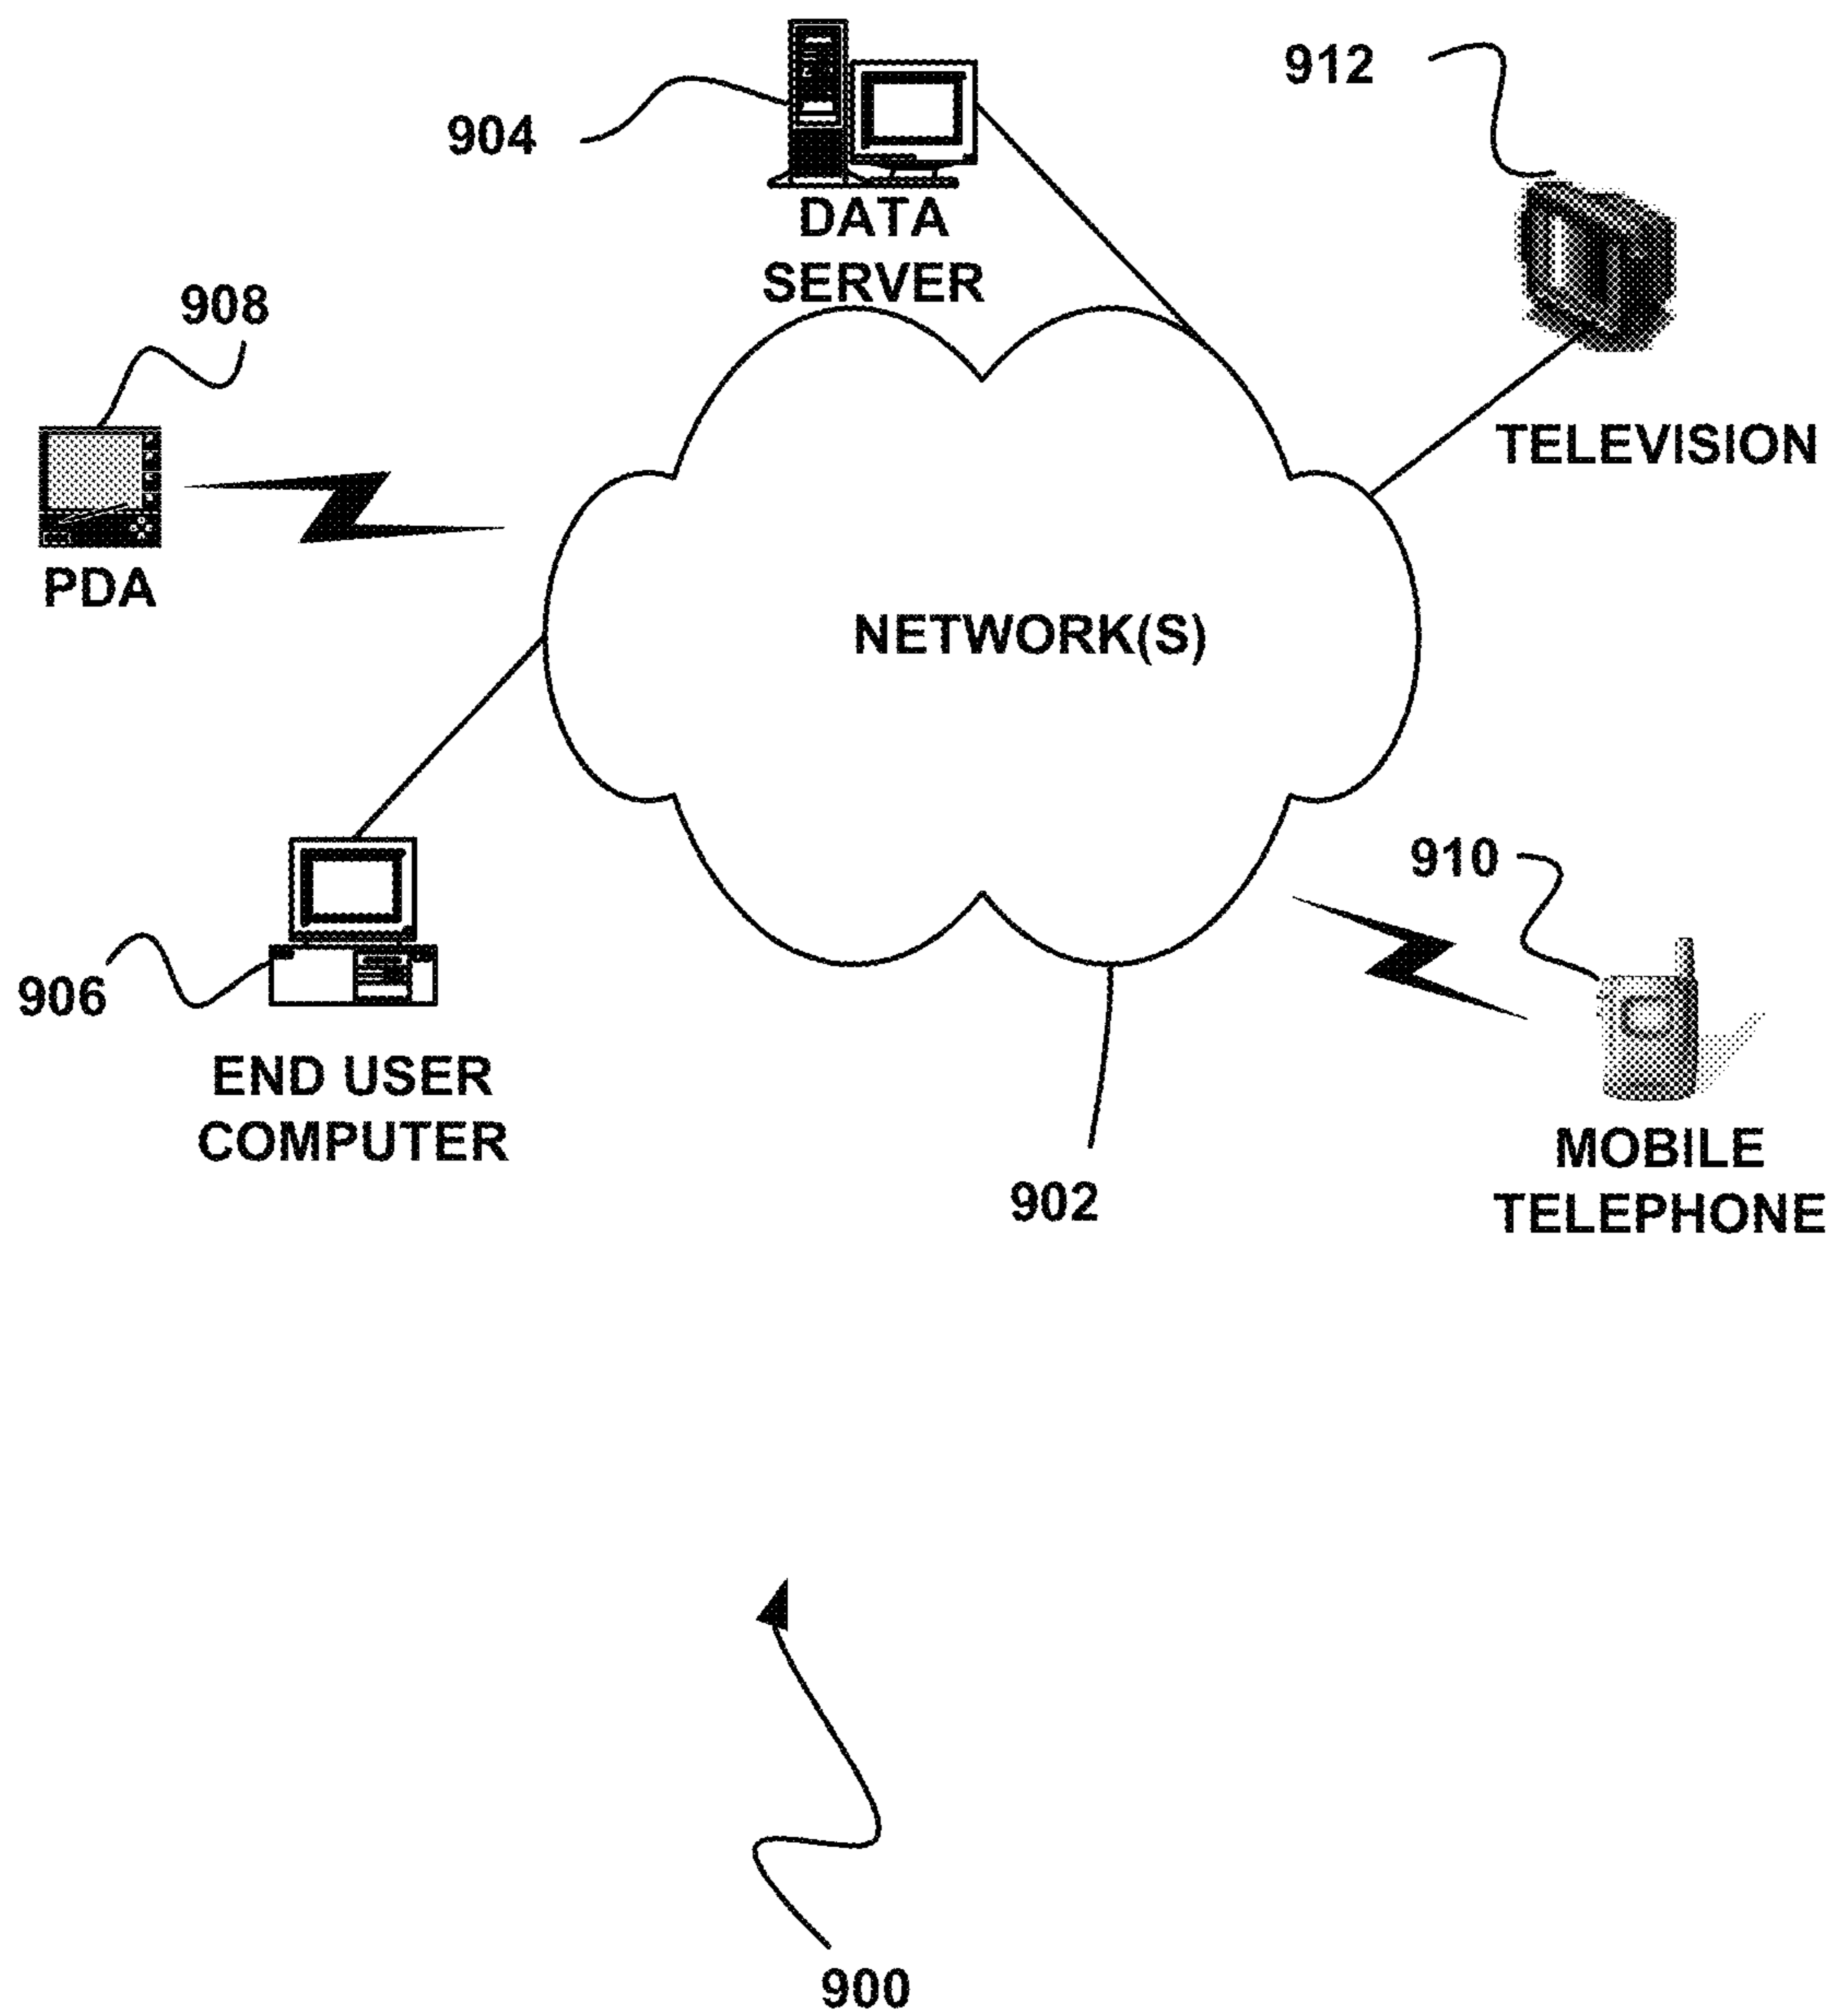 912
904
DATA
SERVER
908
TELEVISION
PDA
NETWORK(S)
910
906
END USER
COMPUTER
MOBILE
TELEPHONE
902
900